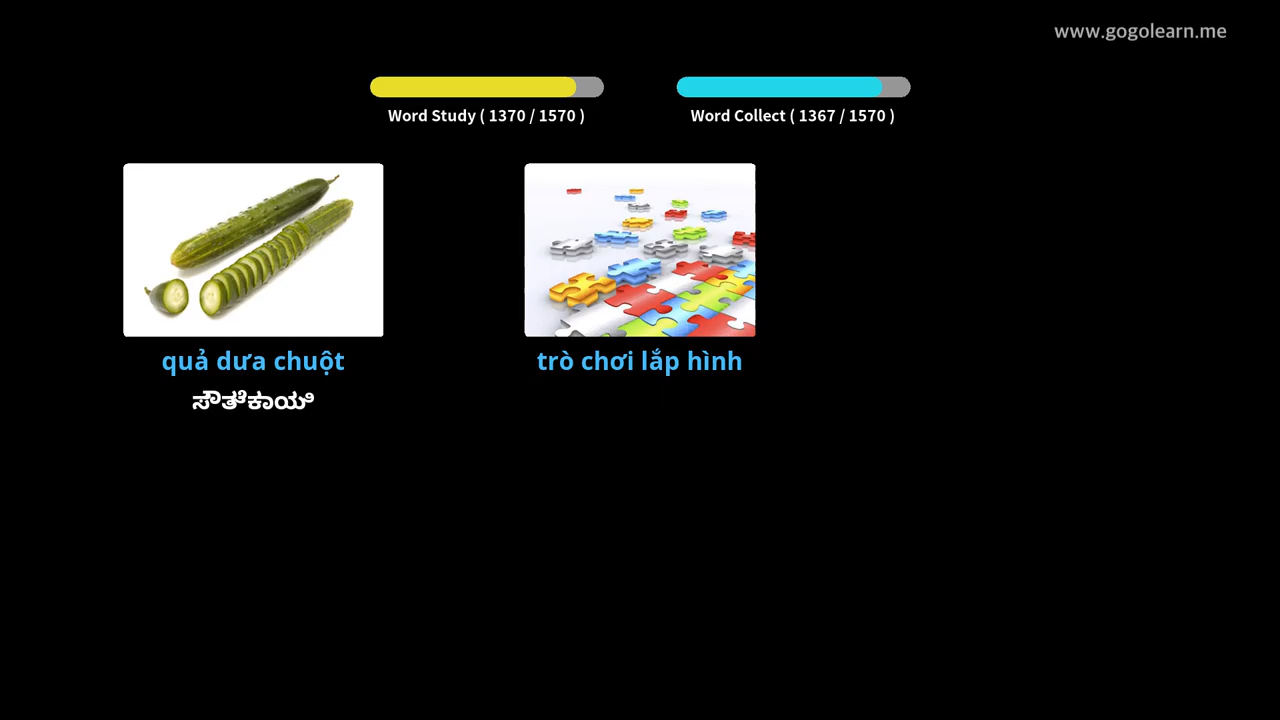 www.gogolearn.me
Word Study ( 1370 / 1570 )
Word Collect ( 1367 / 1570 )
quả dưa chuột
trò chơi lắp hình
ಸೌತೆಕಾಯಿ